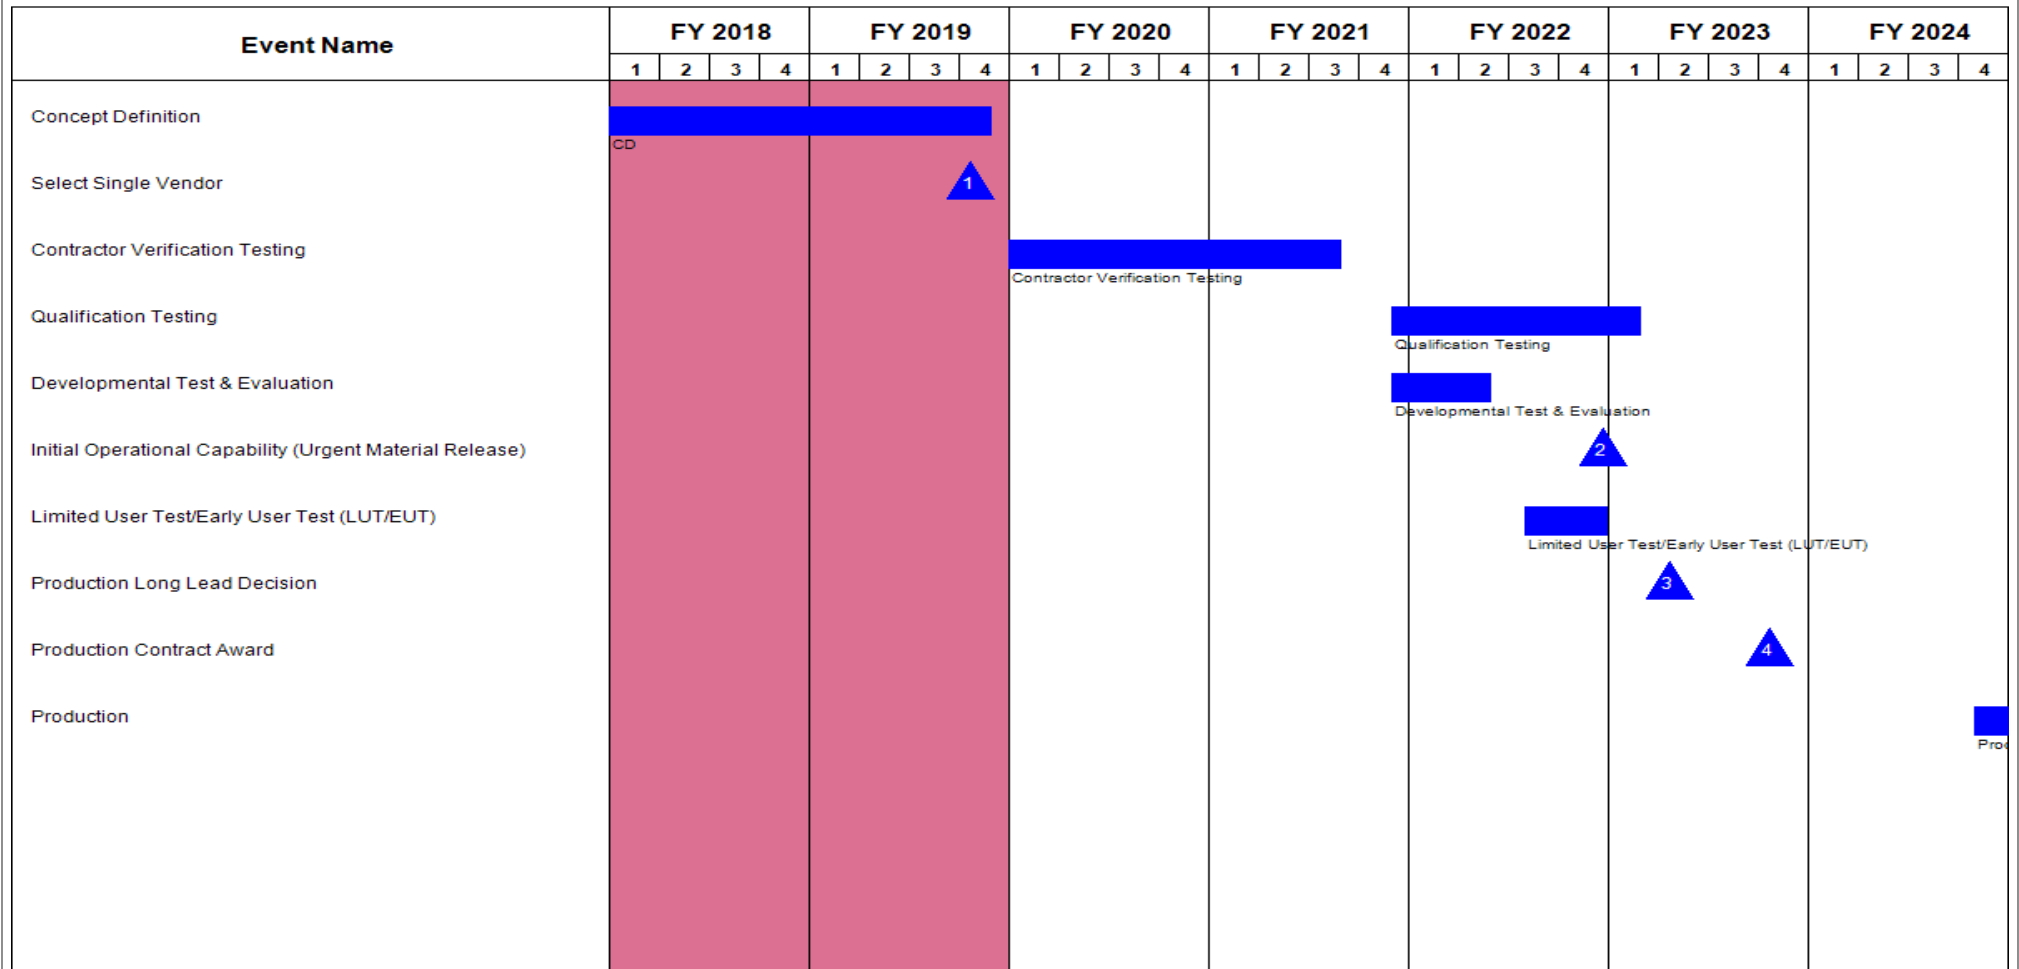 Event Name
FY 2018 FY 2019 FY 2020 FY 2021 FY 2022 FY 2023 FY 2024
1 2 3 4 1 2 3 4 1 2 3 4 1 2 3 4 1 2 3 4 1 2 3 4 1 2 3 4
Concept Definition
CD
Select Single Vendor
1
Contractor Verification Testing
Contractor Verification Testing
Qualification Testing
Qualification Testing
Developmental Test & Evaluation
Developmental Test & Evaluation
Initial Operational Capability (Urgent Material Release)
2
Limited User Test/Early User Test (LUT/EUT)
Limited User Test/Early User Test (LUT/EUT)
Production Long Lead Decision
3
Production Contract Award
4
Production